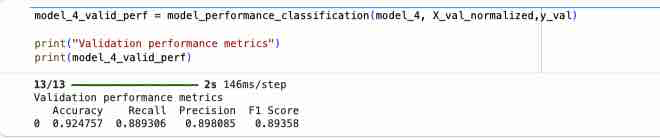 model_4_valid_perf = model_performance_classification(model_4, X_val_normalized,y_val)
print("Validation performance metrics")
print(model_4_valid_perf)
13/13 ━━━━━━━━━━━━━━━━━━━━ 2s 146ms/step
Validation performance metrics
Accuracy Recall Precision F1 Score
0 0.924757 0.889306 0.898085 0.89358